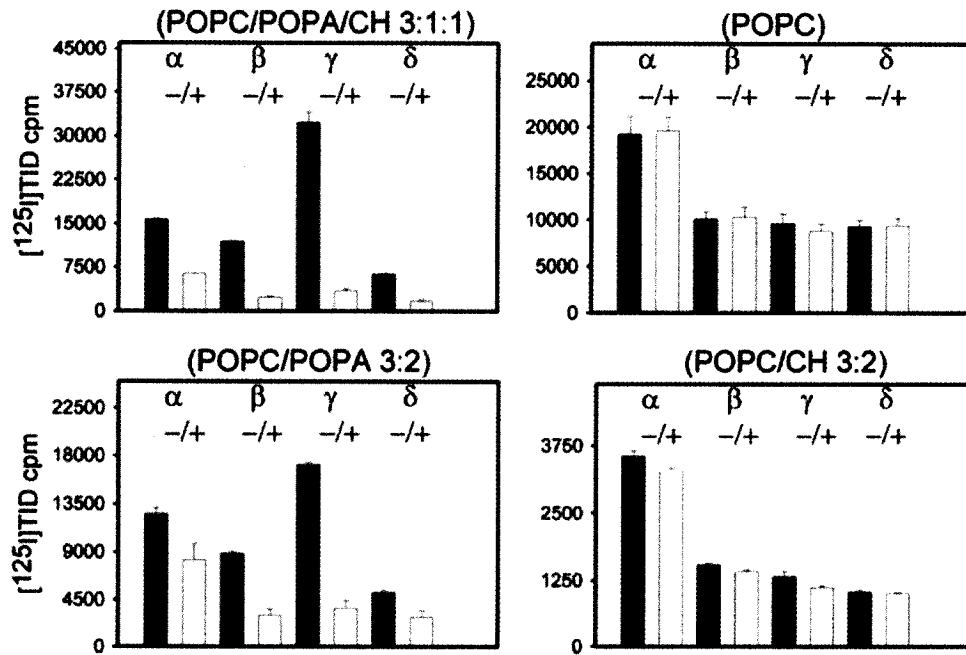 (POPC/POPA/CH 3:1:1)
[125I]TID cpm
45000
37500
30000
22500
15000
7500
0
α β γ δ
−/+ −/+ −/+ −/+
(POPC)
25000
20000
15000
10000
5000
0
α β γ δ
−/+ −/+ −/+ −/+
(POPC/POPA 3:2)
[125I]TID cpm
22500
18000
13500
9000
4500
0
α β γ δ
−/+ −/+ −/+ −/+
(POPC/CH 3:2)
3750
2500
1250
0
α β γ δ
−/+ −/+ −/+ −/+